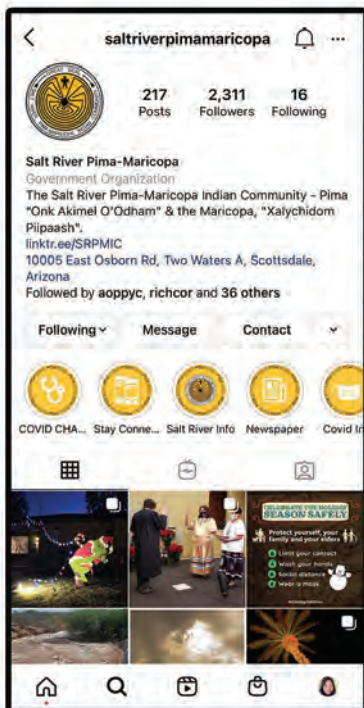 saltriverpimamaricopa
217 2,311 16
Posts Followers Following
Salt River Pima-Maricopa
Government Organization
The Salt River Pima-Maricopa Indian Community - Pima
"Onk Akimel O'Odham" & the Maricopa, "Xalychidom
Piipaash".
linktr.ee/SRPMIC
10005 East Osborn Rd, Two Waters A, Scottsdale,
Arizona
Followed by aoppyc, richcor and 36 others
Following Message Contact
COVID CHA... Stay Conne... Salt River Info Newspaper Covid In
CELEBRATE THE HOLIDAY
SEASON SAFELY
Protect yourself, your
family and your elders
Limit your contact
Wash your hands
Social distance
Wear a mask